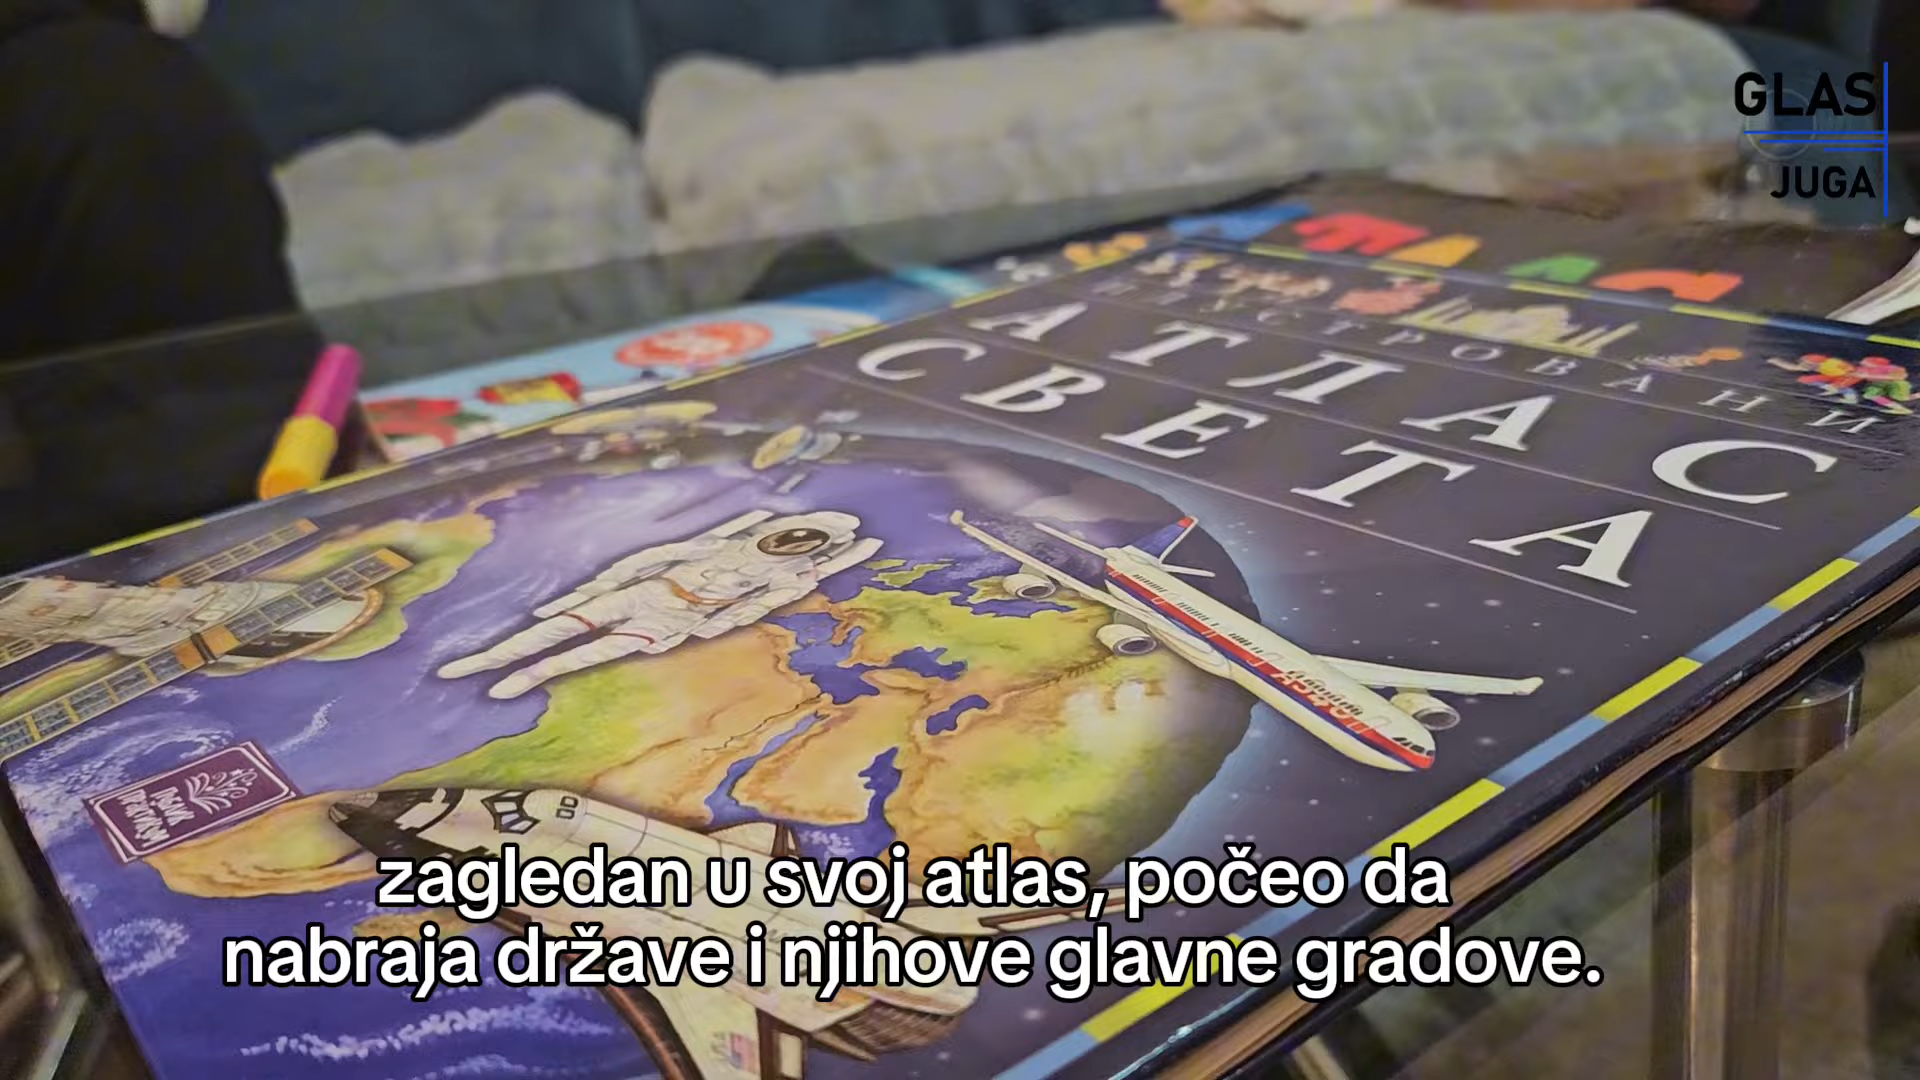 GLAS
JUGA
ИЛУСТРОВАНИ
АТЛАС
СВЕТА
zagledan u svoj atlas, počeo da
nabraja države i njihove glavne gradove.